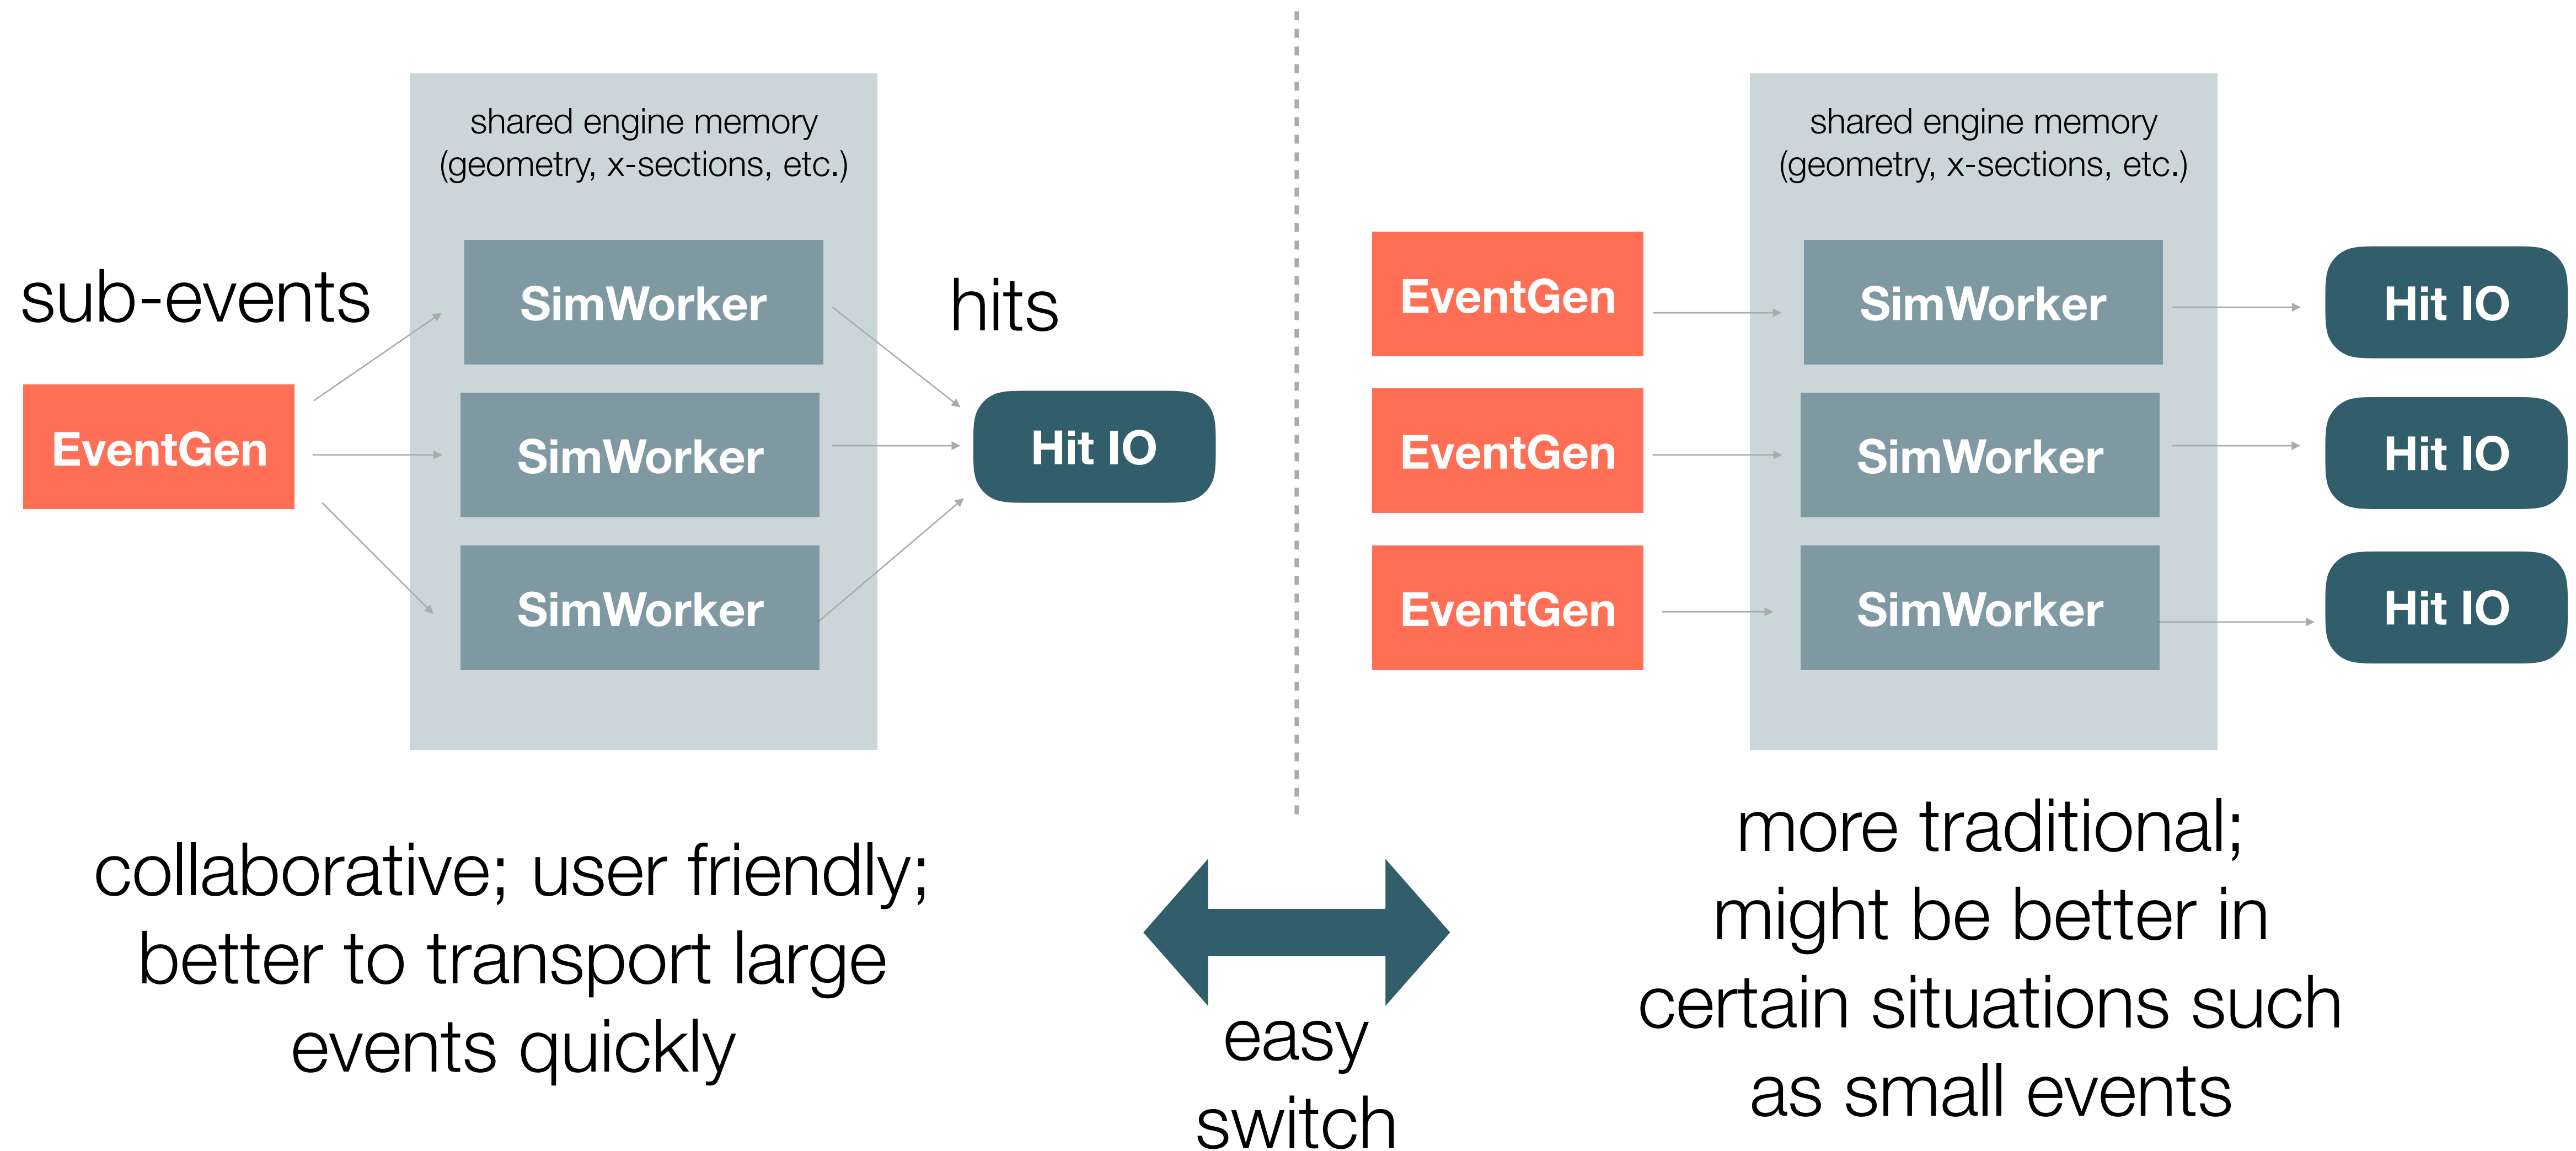 shared engine memory
(geometry, x-sections, etc.)
sub-events
EventGen
SimWorker
SimWorker
SimWorker
hits
Hit IO
collaborative; user friendly;
better to transport large
events quickly
easy
switch
shared engine memory
(geometry, x-sections, etc.)
EventGen
SimWorker
Hit IO
EventGen
SimWorker
Hit IO
EventGen
SimWorker
Hit IO
more traditional;
might be better in
certain situations such
as small events